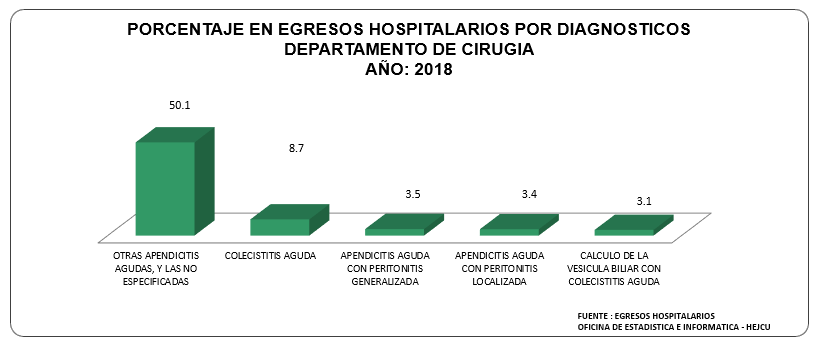 PORCENTAJE EN EGRESOS HOSPITALARIOS POR DIAGNOSTICOS
DEPARTAMENTO DE CIRUGIA
AÑO: 2018
50.1
8.7
3.5
3.4
3.1
OTRAS APENDICITIS
AGUDAS, Y LAS NO
ESPECIFICADAS
COLECISTITIS AGUDA
APENDICITIS AGUDA
CON PERITONITIS
GENERALIZADA
APENDICITIS AGUDA
CON PERITONITIS
LOCALIZADA
CALCULO DE LA
VESICULA BILIAR CON
COLECISTITIS AGUDA
FUENTE : EGRESOS HOSPITALARIOS
OFICINA DE ESTADISTICA E INFORMATICA - HEJCU